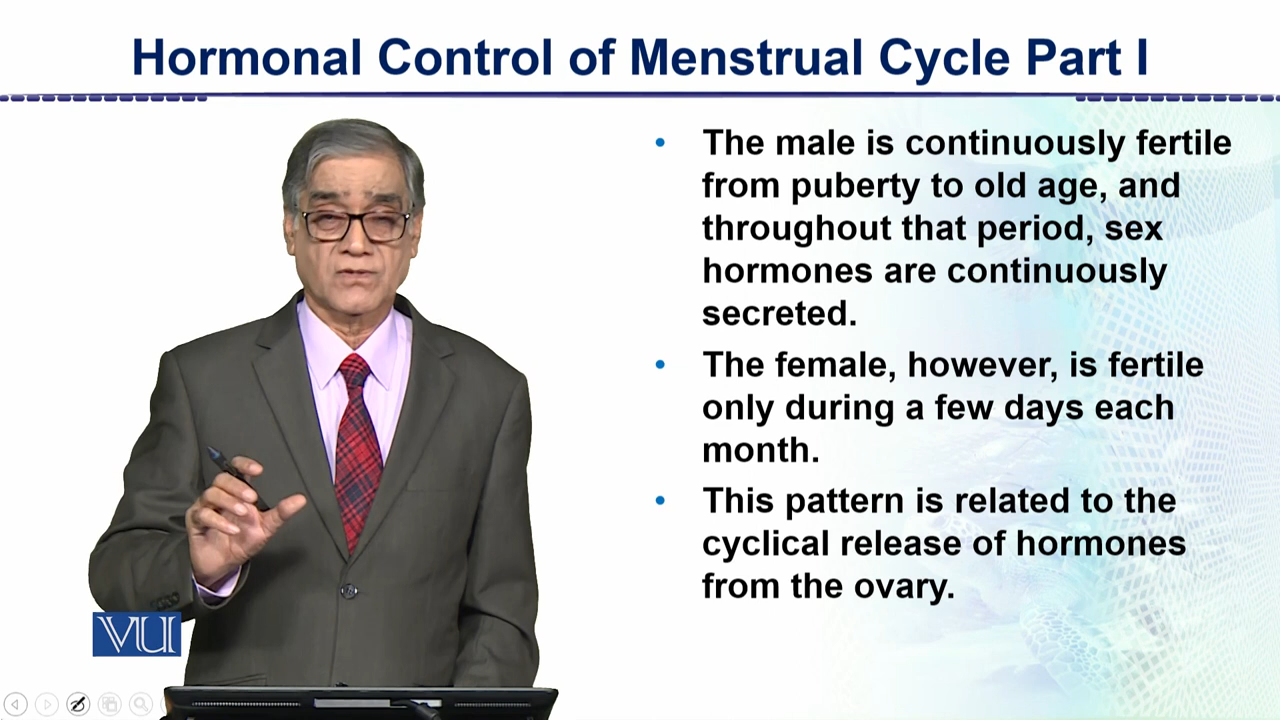 Hormonal Control of Menstrual Cycle Part I
• The male is continuously fertile
from puberty to old age, and
throughout that period, sex
hormones are continuously
secreted.
• The female, however, is fertile
only during a few days each
month.
• This pattern is related to the
cyclical release of hormones
from the ovary.
VU